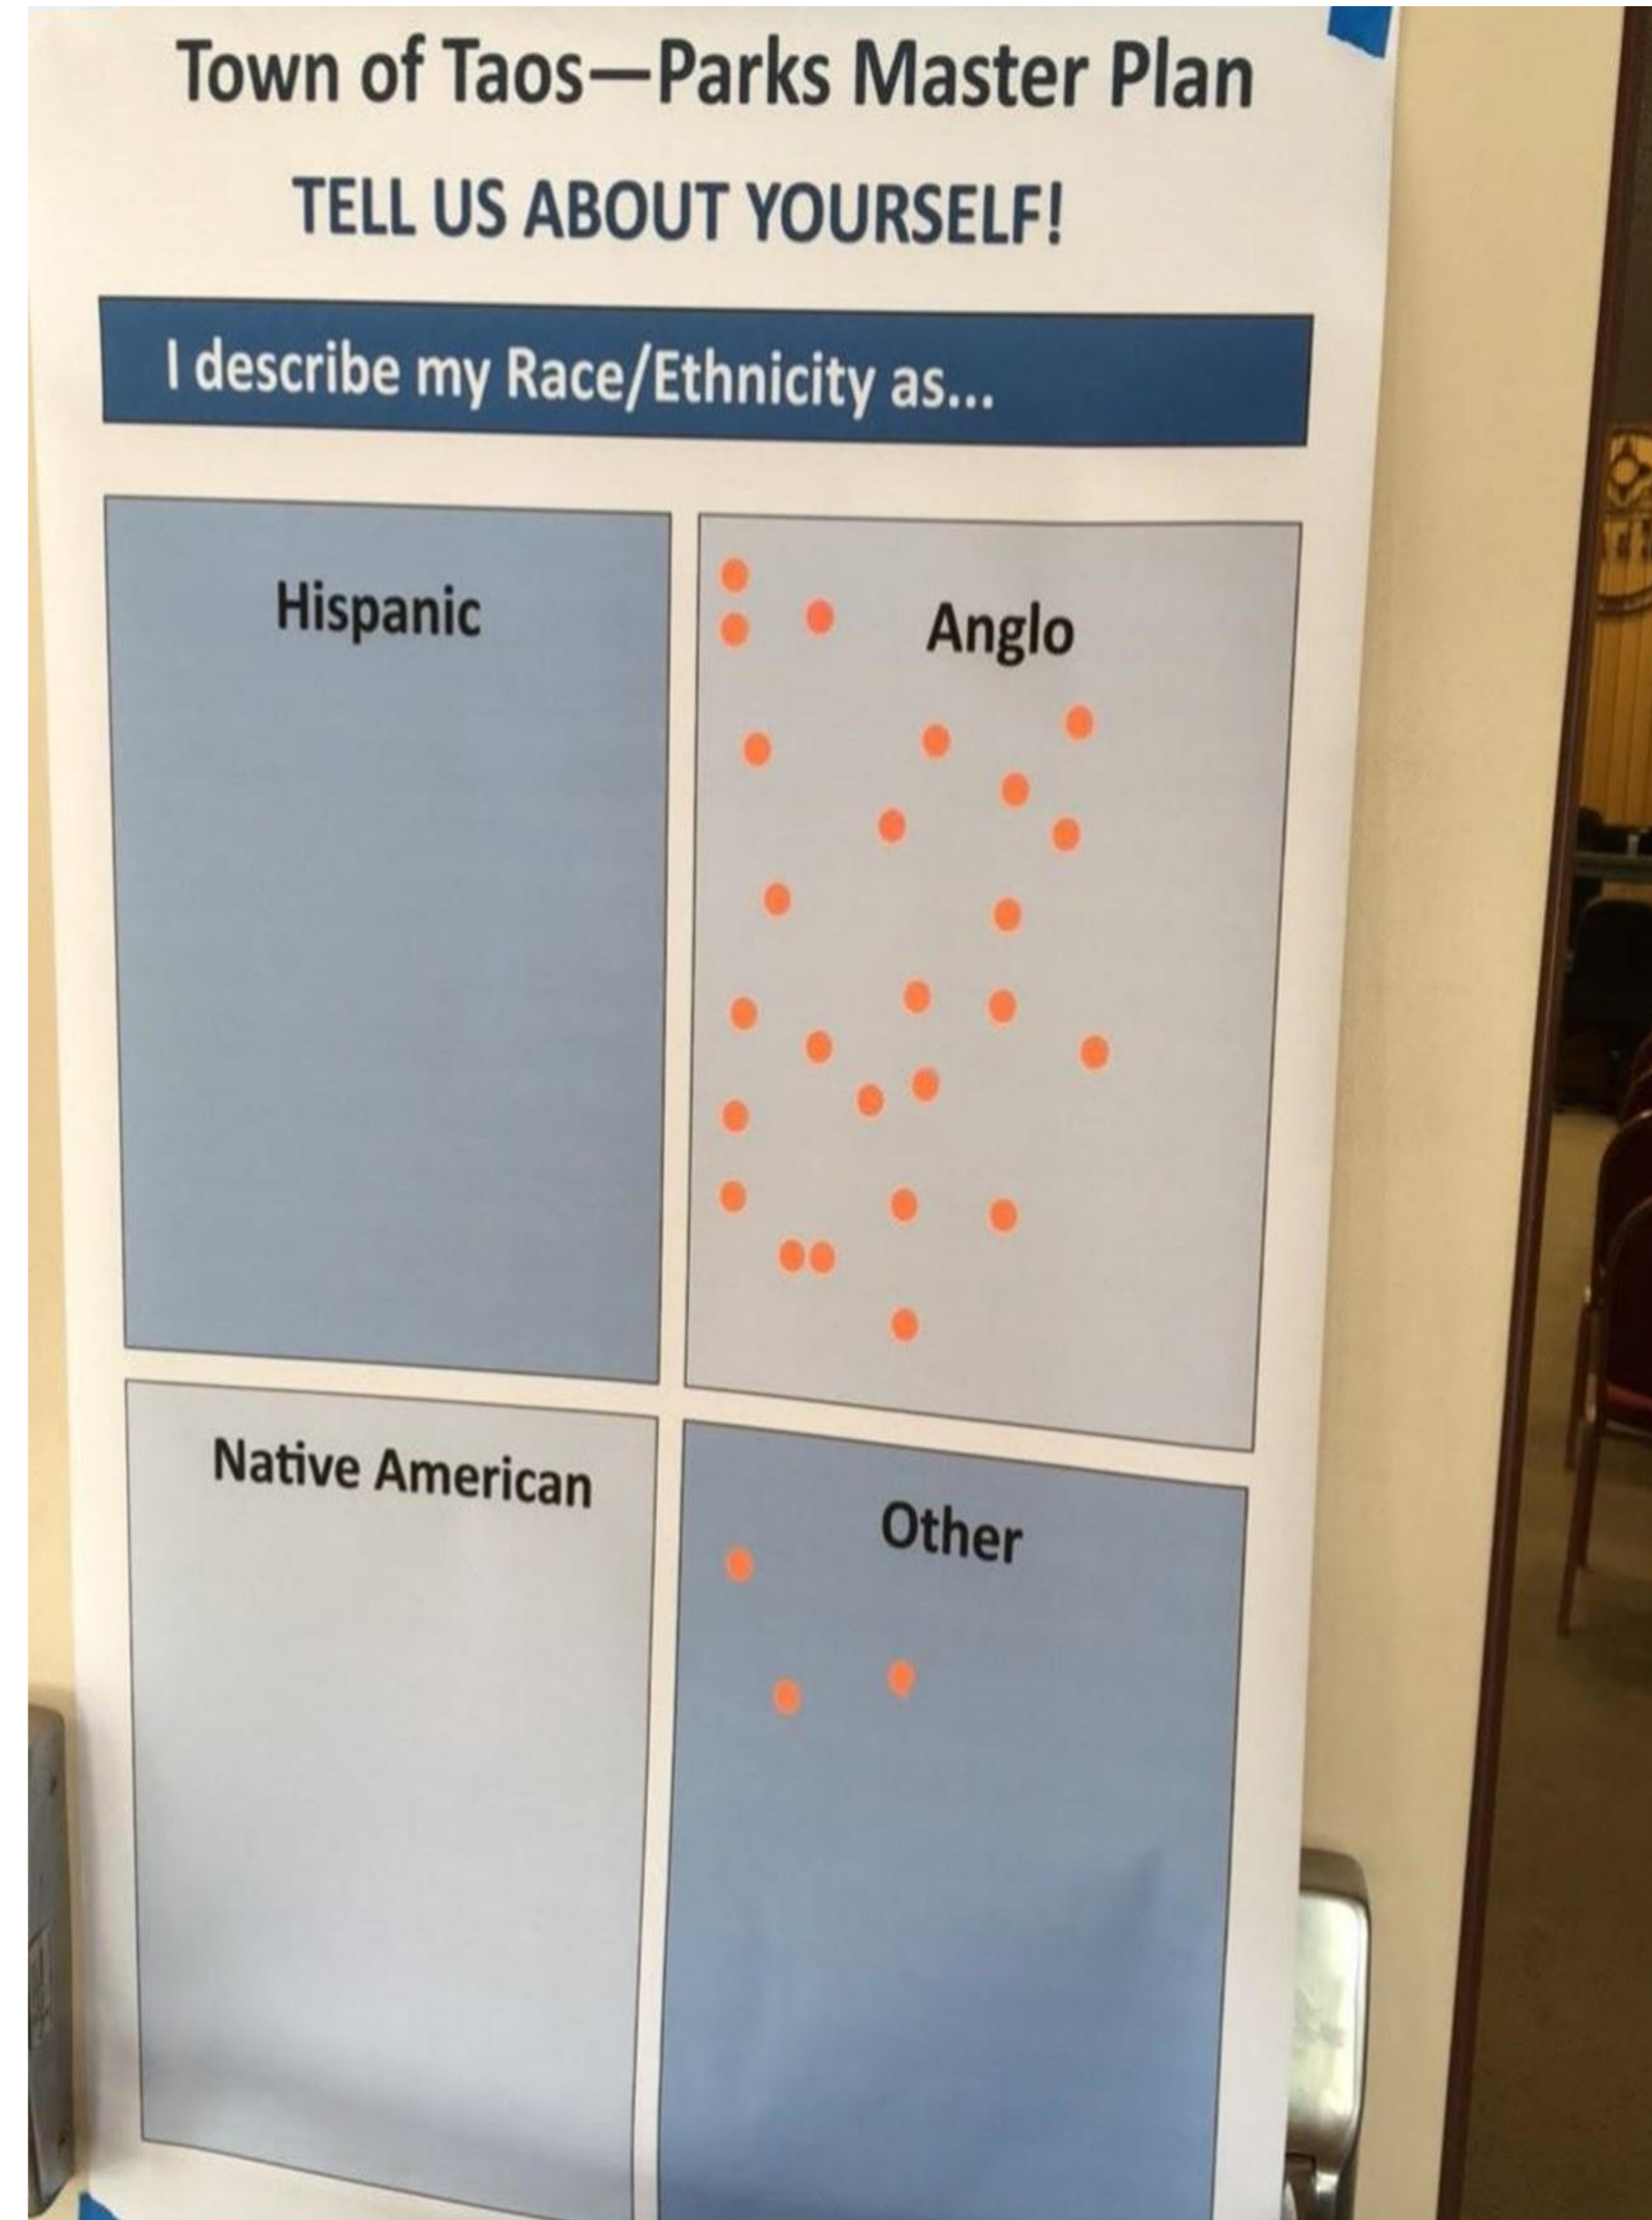 Town of Taos—Parks Master Plan
TELL US ABOUT YOURSELF!
I describe my Race/Ethnicity as...
Hispanic
Anglo
Native American
Other